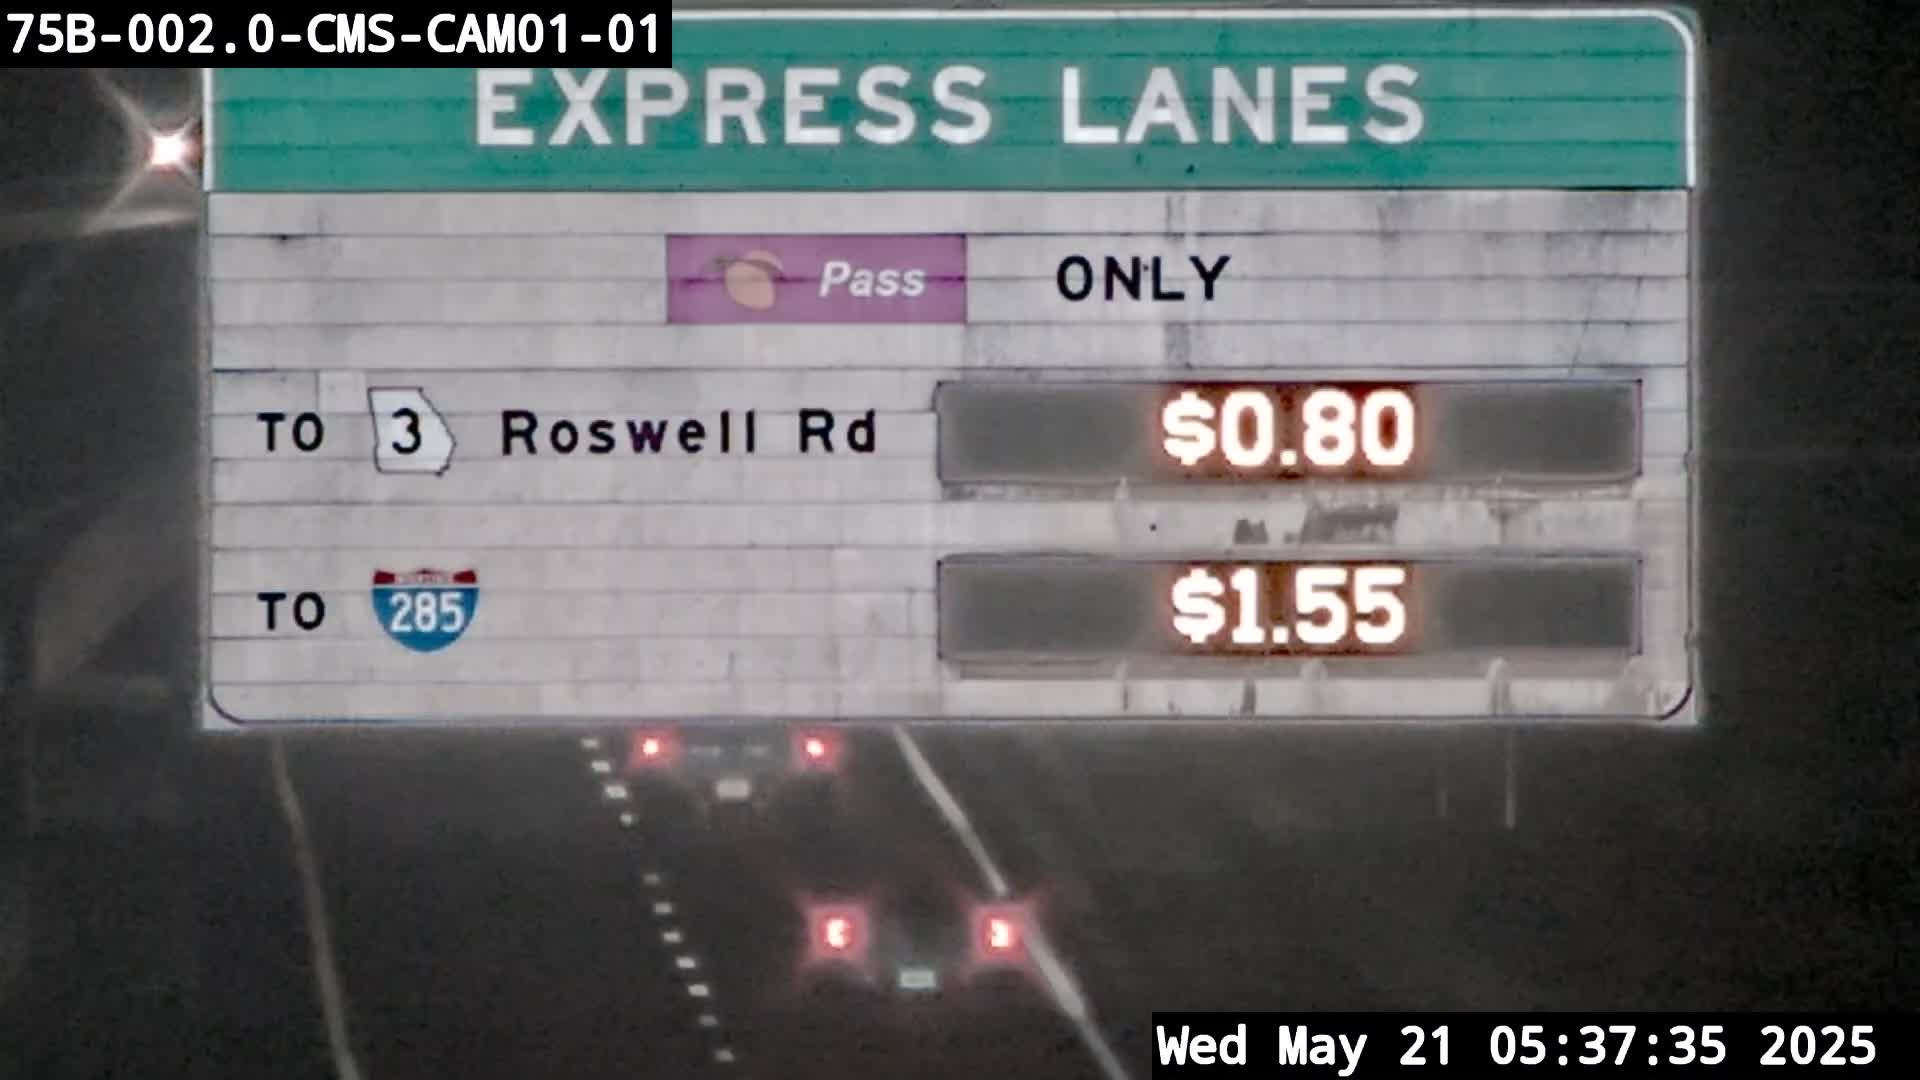 75B-002.0-CMS-CAM01-01
EXPRESS LANES
Pass ONLY
TO 3 Roswell Rd $0.80
TO 285 $1.55
Wed May 21 05:37:35 2025